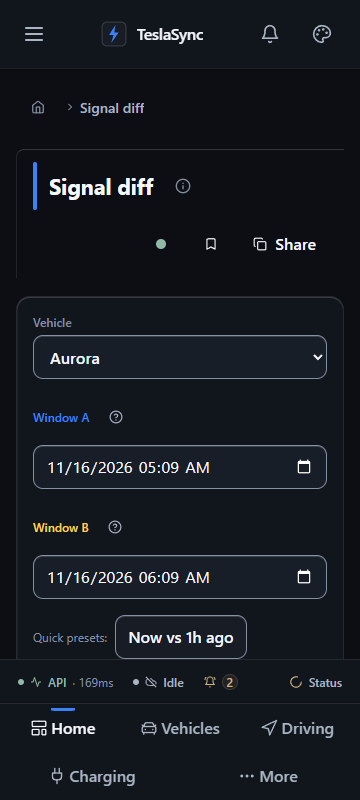 TeslaSync
Signal diff
Signal diff
Share
Vehicle
Aurora
Window A
11/16/2026 05:09 AM
Window B
11/16/2026 06:09 AM
Quick presets: Now vs 1h ago
API · 169ms Idle 2 Status
Home Vehicles Driving
Charging More